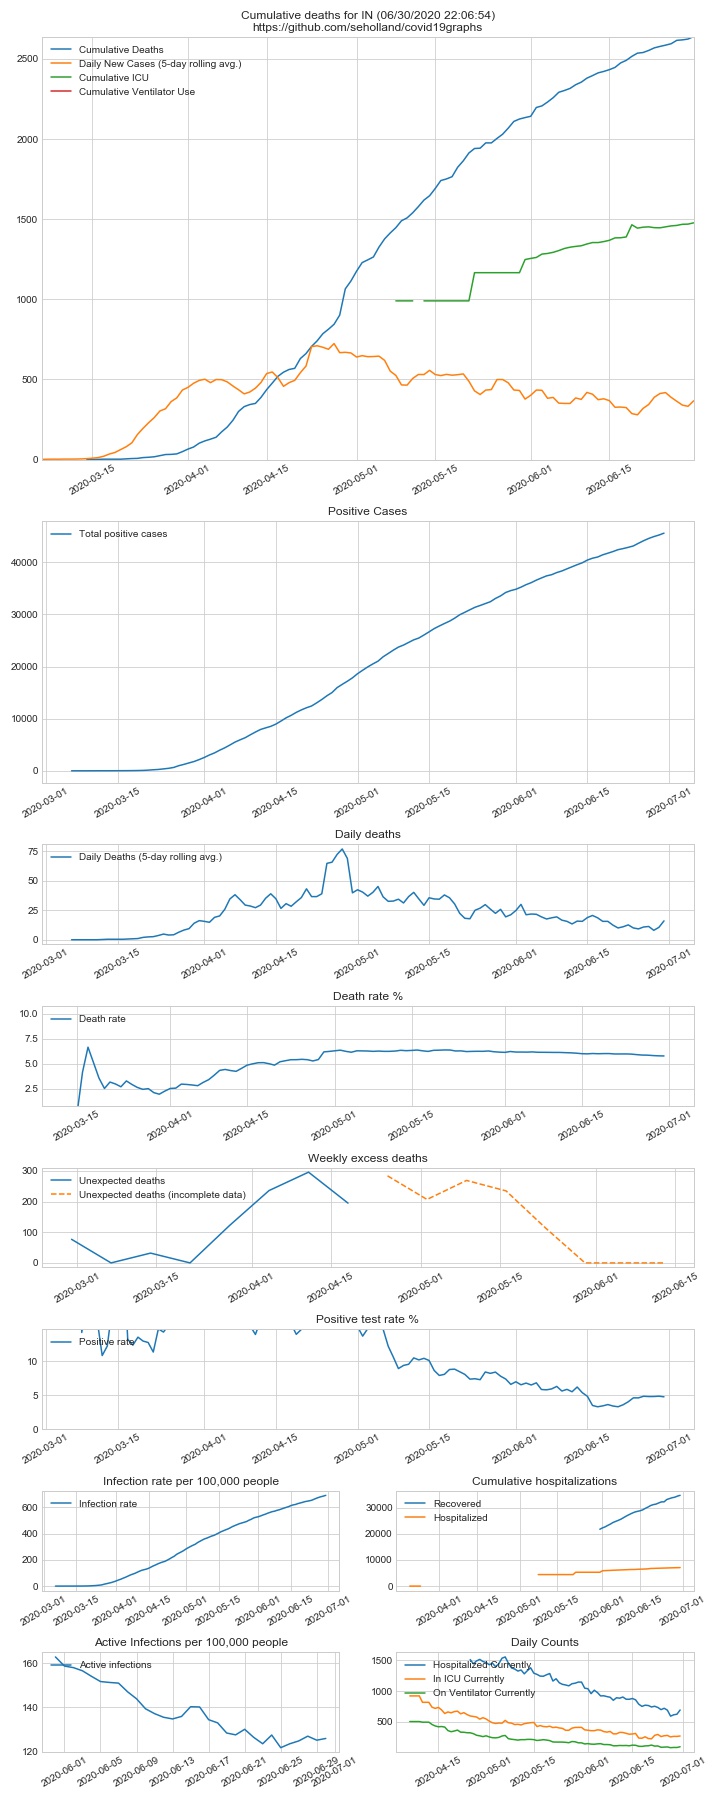 Cumulative deaths for IN (06/30/2020 22:06:54)
https://github.com/seholland/covid19graphs
Cumulative Deaths
Daily New Cases (5-day rolling avg.)
Cumulative ICU
Cumulative Ventilator Use
2500
2000
1500
1000
500
0
2020-03-15 2020-04-01 2020-04-15 2020-05-01 2020-05-15 2020-06-01 2020-06-15
Positive Cases
Total positive cases
40000
30000
20000
10000
0
2020-03-01 2020-03-15 2020-04-01 2020-04-15 2020-05-01 2020-05-15 2020-06-01 2020-06-15 2020-07-01
Daily deaths
Daily Deaths (5-day rolling avg.)
75
50
25
0
2020-03-01 2020-03-15 2020-04-01 2020-04-15 2020-05-01 2020-05-15 2020-06-01 2020-06-15 2020-07-01
Death rate %
Death rate
10.0
7.5
5.0
2.5
2020-03-15 2020-04-01 2020-04-15 2020-05-01 2020-05-15 2020-06-01 2020-06-15 2020-07-01
Weekly excess deaths
Unexpected deaths
Unexpected deaths (incomplete data)
300
200
100
0
2020-03-01 2020-03-15 2020-04-01 2020-04-15 2020-05-01 2020-05-15 2020-06-01 2020-06-15
Positive test rate %
Positive rate
10
5
0
2020-03-01 2020-03-15 2020-04-01 2020-04-15 2020-05-01 2020-05-15 2020-06-01 2020-06-15 2020-07-01
Infection rate per 100,000 people
Infection rate
600
400
200
0
2020-03-01 2020-03-15 2020-04-01 2020-04-15 2020-05-01 2020-05-15 2020-06-01 2020-06-15 2020-07-01
Cumulative hospitalizations
Recovered
Hospitalized
30000
20000
10000
0
2020-04-01 2020-04-15 2020-05-01 2020-05-15 2020-06-01 2020-06-15 2020-07-01
Active Infections per 100,000 people
Active infections
160
140
120
2020-06-01 2020-06-05 2020-06-09 2020-06-13 2020-06-17 2020-06-21 2020-06-25 2020-06-29 2020-07-01
Daily Counts
Hospitalized Currently
In ICU Currently
On Ventilator Currently
1500
1000
500
2020-04-15 2020-05-01 2020-05-15 2020-06-01 2020-06-15 2020-07-01